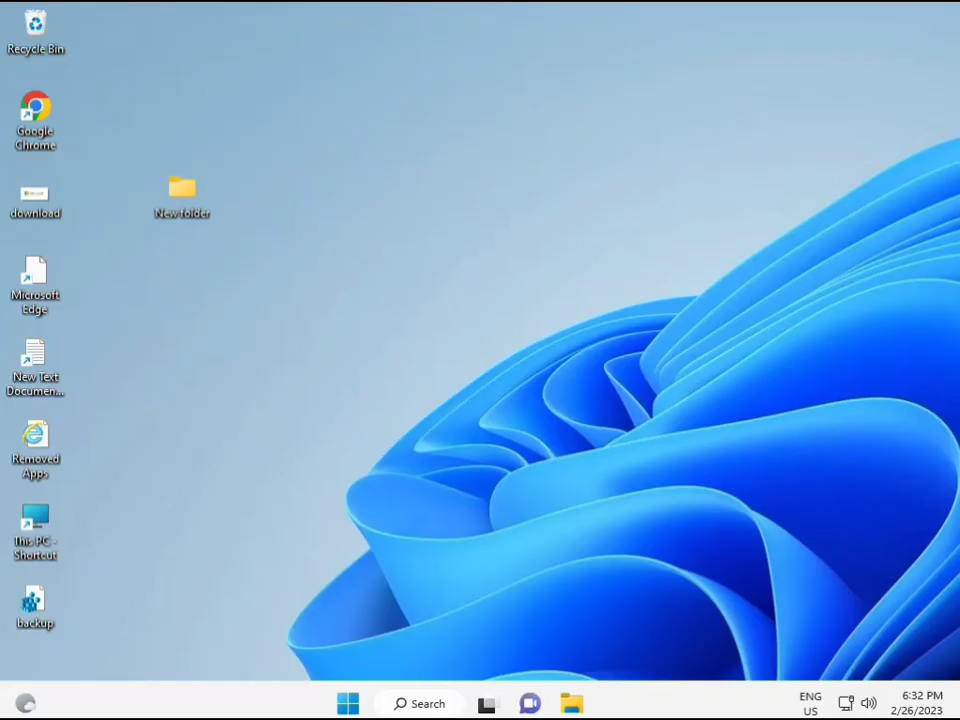 Recycle Bin
Google
Chrome
download
New folder
Microsoft
Edge
New Text
Documen...
Removed
Apps
This PC -
Shortcut
backup
Search
ENG
US
6:32 PM
2/26/2023